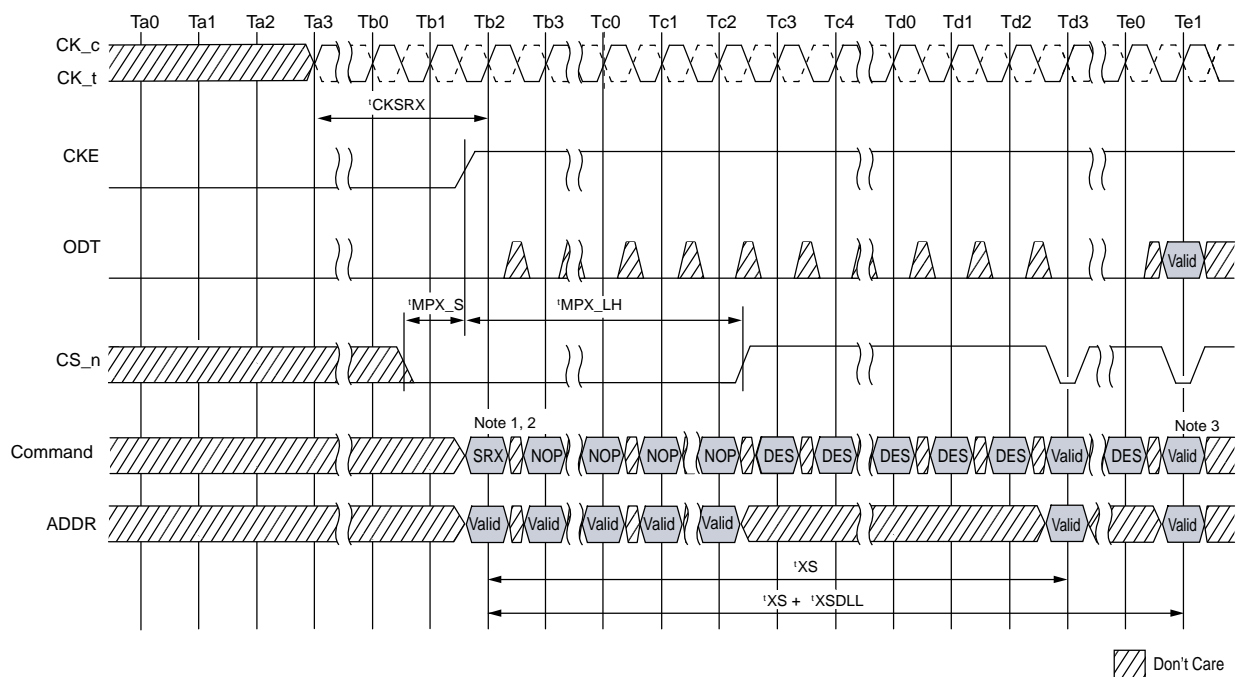 Ta0 Ta1 Ta2 Ta3 Tb0 Tb1 Tb2 Tb3 Tc0 Tc1 Tc2 Tc3 Tc4 Td0 Td1 Td2 Td3 Te0 Te1
CK_c
CK_t
tCKSRX
CKE
ODT
Valid
tMPX_S tMPX_LH
CS_n
Note 1, 2 Note 3
Command SRX NOP NOP NOP NOP DES DES DES DES DES Valid DES Valid
ADDR Valid Valid Valid Valid Valid Valid Valid
tXS
tXS + tXSDLL
Don't Care